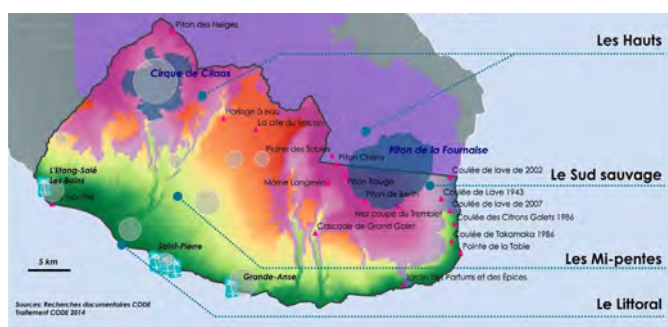 Piton des Neiges
Les Hauts
Cirque de Cilaos
Horloge à eau
La cité du Volcan
Plaine des Sables
Piton Chisny
Piton de la Fournaise
L'Etang-Salé
Les Bains
Morne Langevin
Piton Rouge
Coulée de lave de 2002
Le Sud sauvage
Piton de Berth
Coulée de Lave 1943
Coulée de lave de 2007
Nez coupé du Tremblet
Coulée des Citrons Galets 1986
Cascade de Grand Galet
Coulée de Takamaka 1986
Saint-Pierre
Pointe de la Table
Les Mi-pentes
5 km
Grande-Anse
Jardin des Parfums et des Épices
Le Littoral
Sources: Recherches documentaires CODE
Traitement CODE 2014